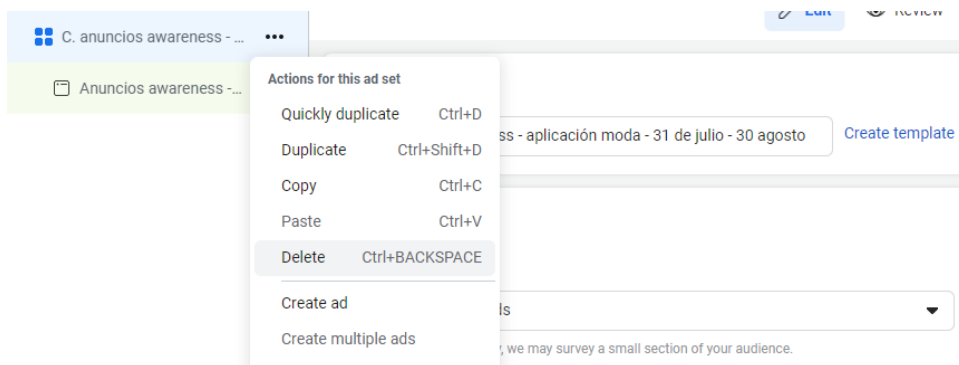 Edit Review
C. anuncios awareness - ... •••
Anuncios awareness -...
Actions for this ad set
Quickly duplicate Ctrl+D
Duplicate Ctrl+Shift+D
Copy Ctrl+C
Paste Ctrl+V
Delete Ctrl+BACKSPACE
Create ad
Create multiple ads
ss - aplicación moda - 31 de julio - 30 agosto Create template
ds
, we may survey a small section of your audience.